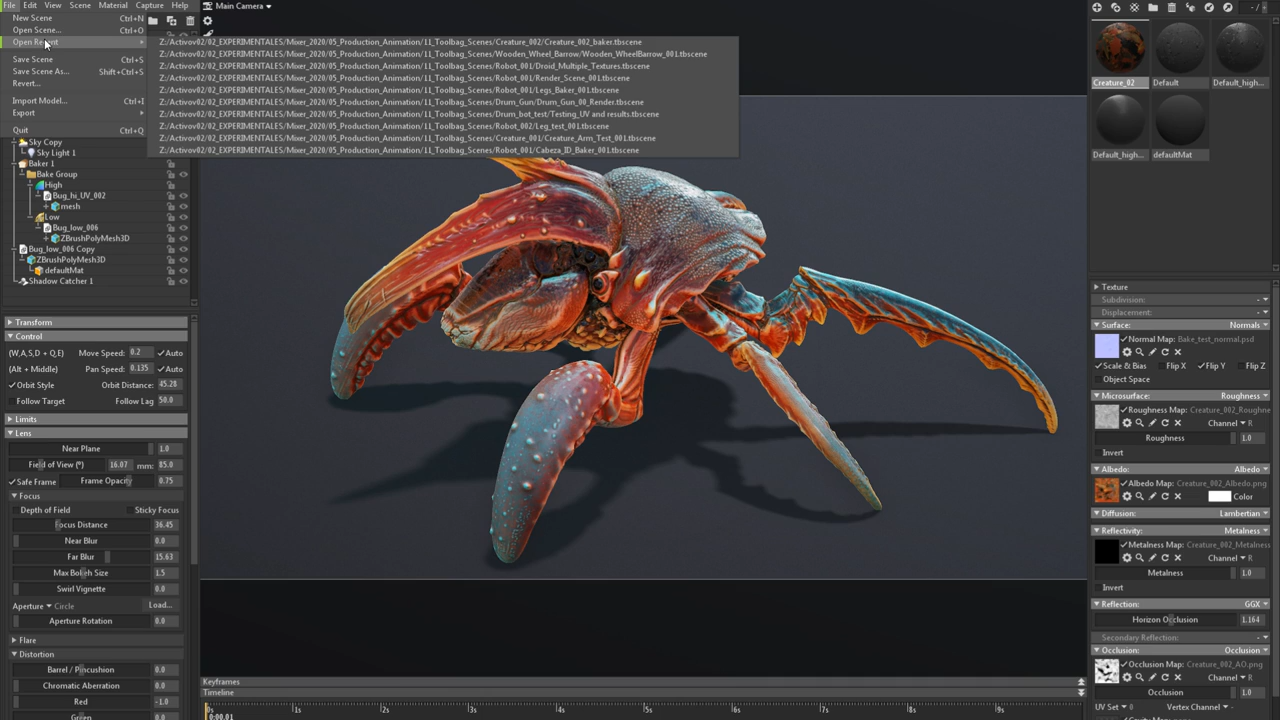 File Edit View Scene Material Capture Help
Main Camera
New Scene Ctrl+N
Open Scene... Ctrl+O
Open Recent
Save Scene Ctrl+S
Save Scene As... Shift+Ctrl+S
Revert...
Import Model... Ctrl+I
Export
Quit Ctrl+Q
Z:/Activov02/02_EXPERIMENTALES/Mixer_2020/05_Production_Animation/11_Toolbag_Scenes/Creature_002/Creature_002_baker.tbscene
Z:/Activov02/02_EXPERIMENTALES/Mixer_2020/05_Production_Animation/11_Toolbag_Scenes/Wooden_Wheel_Barrow/Wooden_WheelBarrow_001.tbscene
Z:/Activov02/02_EXPERIMENTALES/Mixer_2020/05_Production_Animation/11_Toolbag_Scenes/Robot_001/Droid_Multiple_Textures.tbscene
Z:/Activov02/02_EXPERIMENTALES/Mixer_2020/05_Production_Animation/11_Toolbag_Scenes/Robot_001/Render_Scene_001.tbscene
Z:/Activov02/02_EXPERIMENTALES/Mixer_2020/05_Production_Animation/11_Toolbag_Scenes/Robot_001/Legs_Baker_001.tbscene
Z:/Activov02/02_EXPERIMENTALES/Mixer_2020/05_Production_Animation/11_Toolbag_Scenes/Drum_Gun/Drum_Gun_00_Render.tbscene
Z:/Activov02/02_EXPERIMENTALES/Mixer_2020/05_Production_Animation/11_Toolbag_Scenes/Drum_bot_test/Testing_UV and results.tbscene
Z:/Activov02/02_EXPERIMENTALES/Mixer_2020/05_Production_Animation/11_Toolbag_Scenes/Robot_002/Leg_test_001.tbscene
Z:/Activov02/02_EXPERIMENTALES/Mixer_2020/05_Production_Animation/11_Toolbag_Scenes/Creature_001/Creature_Arm_Test_001.tbscene
Z:/Activov02/02_EXPERIMENTALES/Mixer_2020/05_Production_Animation/11_Toolbag_Scenes/Robot_001/Cabeza_ID_Baker_001.tbscene
Sky Copy
Sky Light 1
Baker 1
Bake Group
High
Bug_hi_UV_002
mesh
Low
Bug_low_006
ZBrushPolyMesh3D
Bug_low_006 Copy
ZBrushPolyMesh3D
defaultMat
Shadow Catcher 1
Transform
Control
(W,A,S,D + Q,E) Move Speed: 0.2 Auto
(Alt + Middle) Pan Speed: 0.135 Auto
Orbit Style Orbit Distance: 45.28
Follow Target Follow Lag 50.0
Limits
Lens
Near Plane 1.0
Field of View (º) 16.07 mm: 85.0
Safe Frame Frame Opacity 0.75
Focus
Depth of Field Sticky Focus
Focus Distance 36.45
Near Blur 0.0
Far Blur 15.63
Max Bokeh Size 1.5
Swirl Vignette 0.0
Aperture Circle Load...
Aperture Rotation 0.0
Flare
Distortion
Barrel / Pincushion 0.0
Chromatic Aberration 0.0
Red -1.0
Green 0.0
Keyframes
Timeline
0s 1s 2s 3s 4s 5s 6s 7s 8s 9s
0:00.01
Creature_02 Default Default_high...
Default_high... defaultMat
Texture
Subdivision: -
Displacement: -
Surface: Normals
Normal Map: Bake_test_normal.psd
Scale & Bias Flip X Flip Y Flip Z
Object Space
Microsurface: Roughness
Roughness Map: Creature_002_Roughne
Channel R
Roughness 1.0
Invert
Albedo: Albedo
Albedo Map: Creature_002_Albedo.png
Color
Diffusion: Lambertian
Reflectivity: Metalness
Metalness Map: Creature_002_Metalness
Channel R
Metalness 1.0
Invert
Reflection: GGX
Horizon Occlusion 1.164
Secondary Reflection: -
Occlusion: Occlusion
Occlusion Map: Creature_002_AO.png
Channel R
Occlusion 1.0
UV Set 0 Vertex Channel -